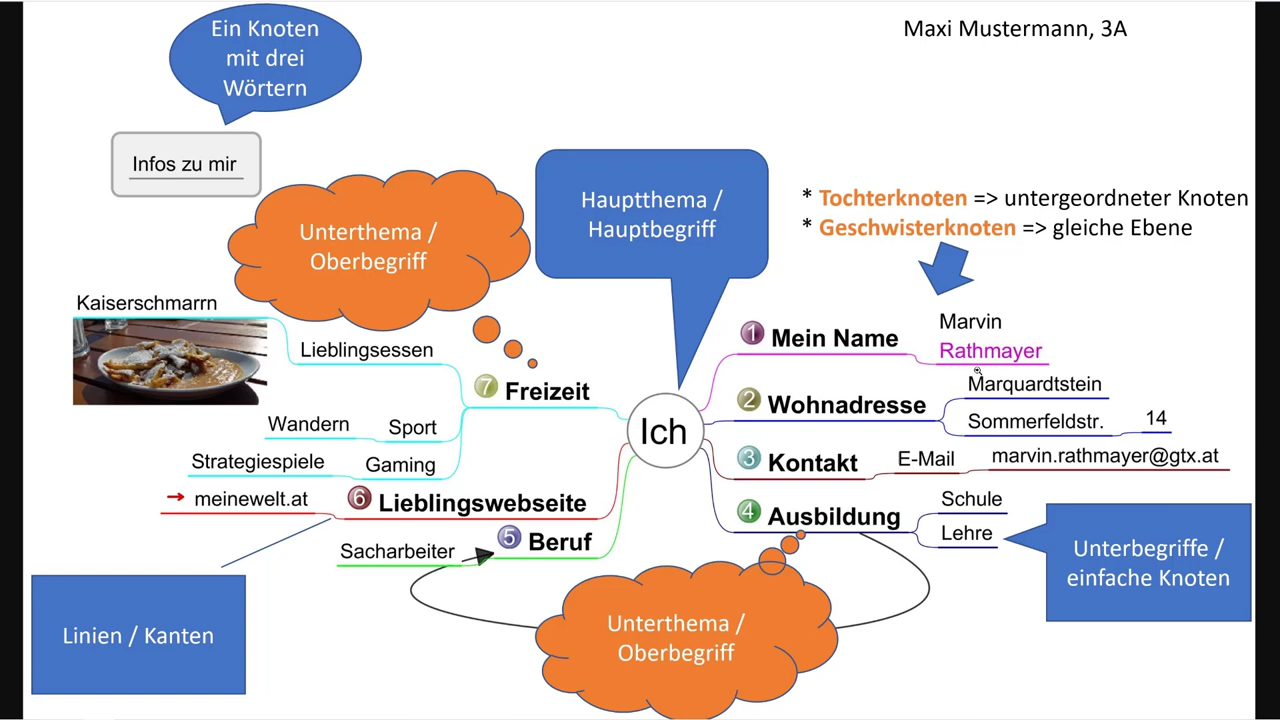 Ein Knoten
mit drei
Wörtern
Maxi Mustermann, 3A
Infos zu mir
Unterthema /
Oberbegriff
Hauptthema /
Hauptbegriff
* Tochterknoten => untergeordneter Knoten
* Geschwisterknoten => gleiche Ebene
Kaiserschmarrn
Lieblingsessen
7 Freizeit
Wandern
Sport
Strategiespiele
Gaming
meinewelt.at
6 Lieblingswebseite
Sacharbeiter
5 Beruf
Ich
1 Mein Name
Marvin
Rathmayer
2 Wohnadresse
Marquardtstein
Sommerfeldstr.
14
3 Kontakt
E-Mail
marvin.rathmayer@gtx.at
4 Ausbildung
Schule
Lehre
Linien / Kanten
Unterthema /
Oberbegriff
Unterbegriffe /
einfache Knoten